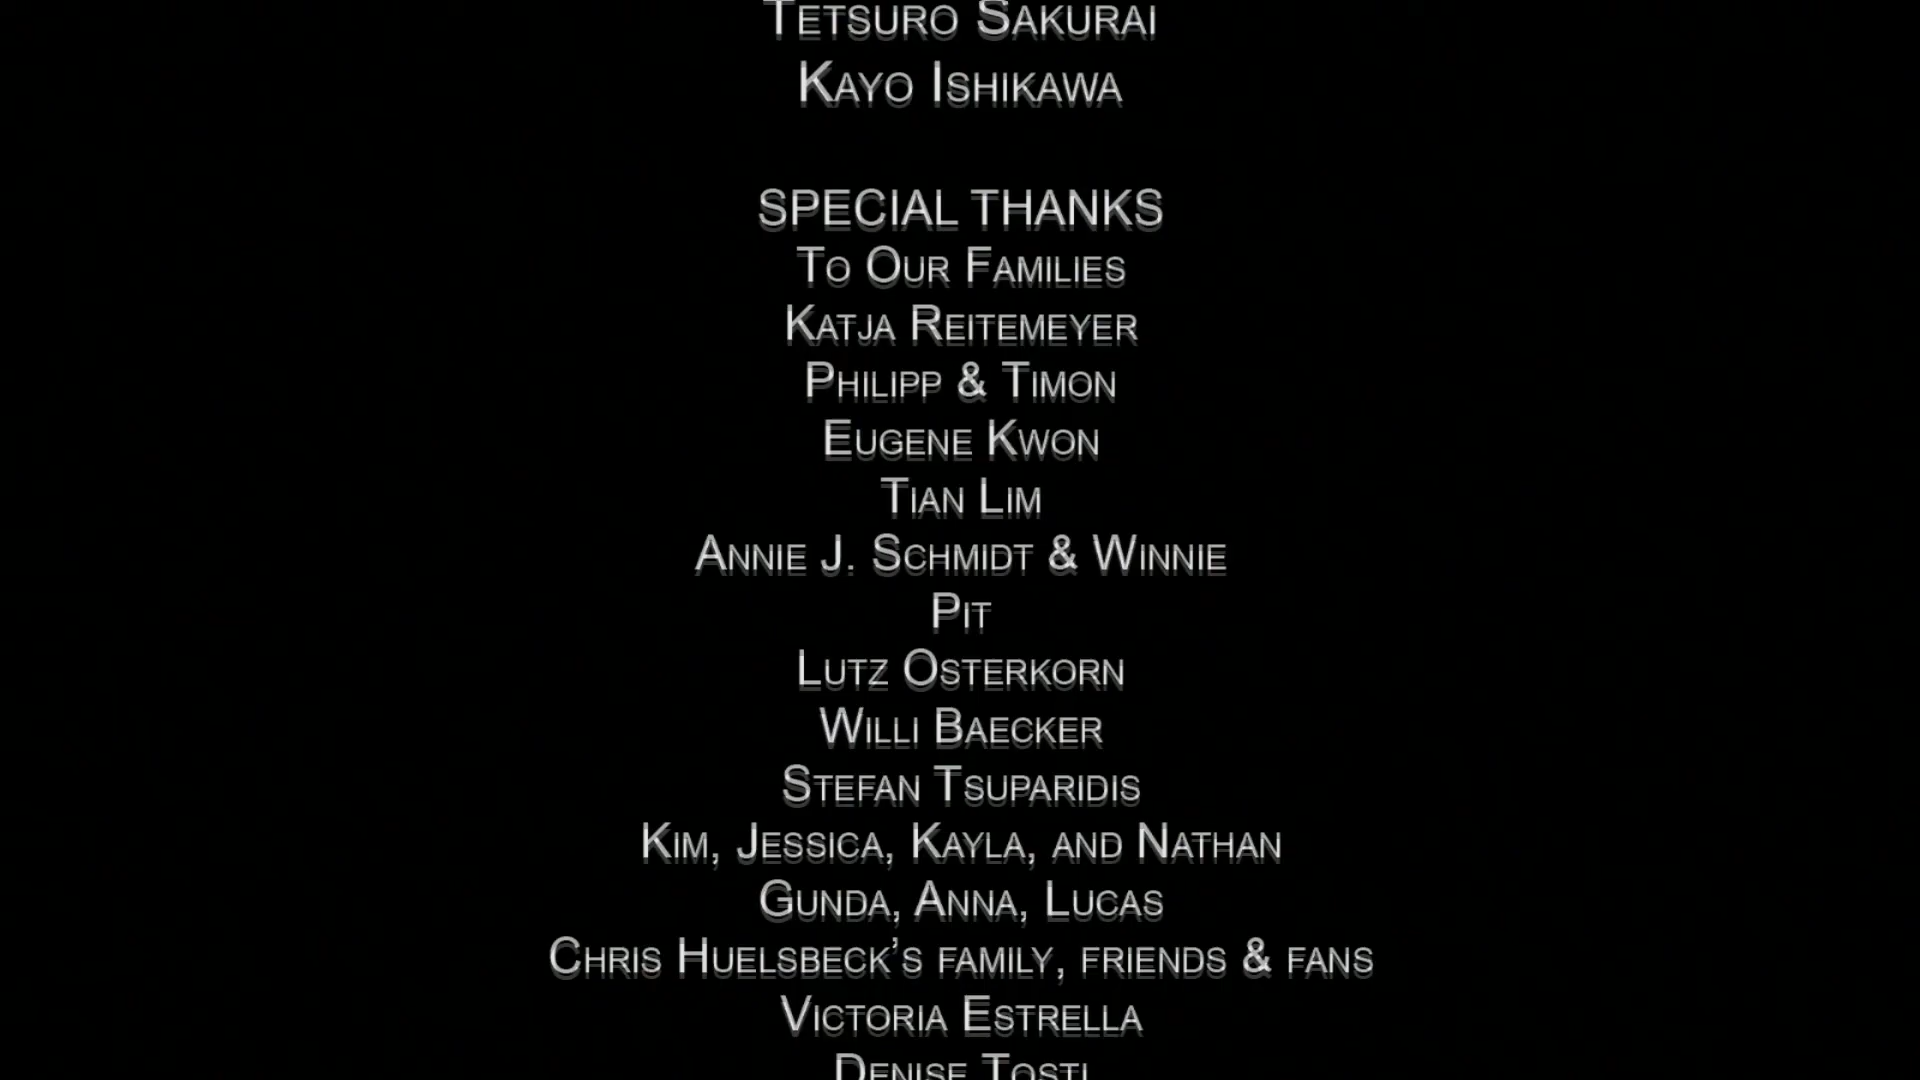 Tetsuro Sakurai
Kayo Ishikawa
SPECIAL THANKS
To Our Families
Katja Reitemeyer
Philipp & Timon
Eugene Kwon
Tian Lim
Annie J. Schmidt & Winnie
Pit
Lutz Osterkorn
Willi Baecker
Stefan Tsuparidis
Kim, Jessica, Kayla, and Nathan
Gunda, Anna, Lucas
Chris Huelsbeck’s family, friends & fans
Victoria Estrella
Denise Tosti